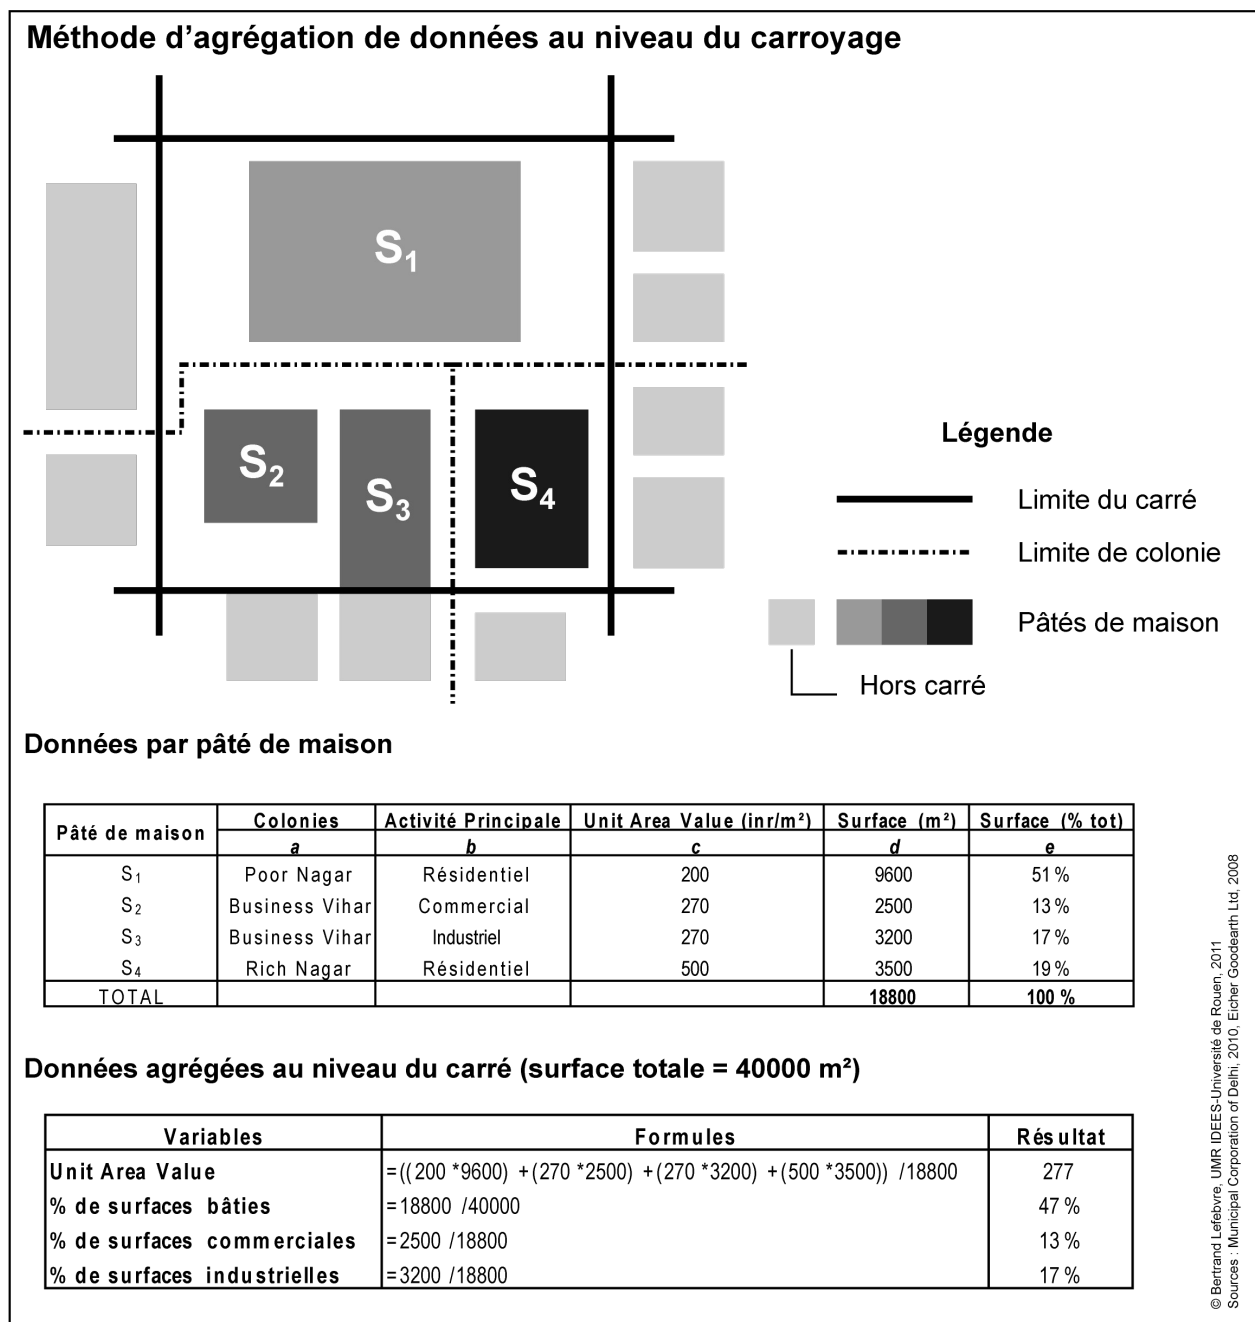 Méthode d'agrégation de données au niveau du carroyage
S1
S2
S3
S4
Légende
Limite du carré
Limite de colonie
Pâtés de maison
Hors carré
Données par pâté de maison
Pâté de maison Colonies Activité Principale Unit Area Value (inr/m²) Surface (m²) Surface (% tot)
a b c d e
S1 Poor Nagar Résidentiel 200 9600 51 %
S2 Business Vihar Commercial 270 2500 13 %
S3 Business Vihar Industriel 270 3200 17 %
S4 Rich Nagar Résidentiel 500 3500 19 %
TOTAL 18800 100 %
Données agrégées au niveau du carré (surface totale = 40000 m²)
Variables Formules Résultat
Unit Area Value =((200 *9600) +(270 *2500) +(270 *3200) +(500 *3500)) /18800 277
% de surfaces bâties =18800 /40000 47 %
% de surfaces commerciales =2500 /18800 13 %
% de surfaces industrielles =3200 /18800 17 %
© Bertrand Lefebvre, UMR IDEES-Université de Rouen, 2011
Sources : Municipal Corporation of Delhi, 2010, Eicher Goodearth Ltd, 2008